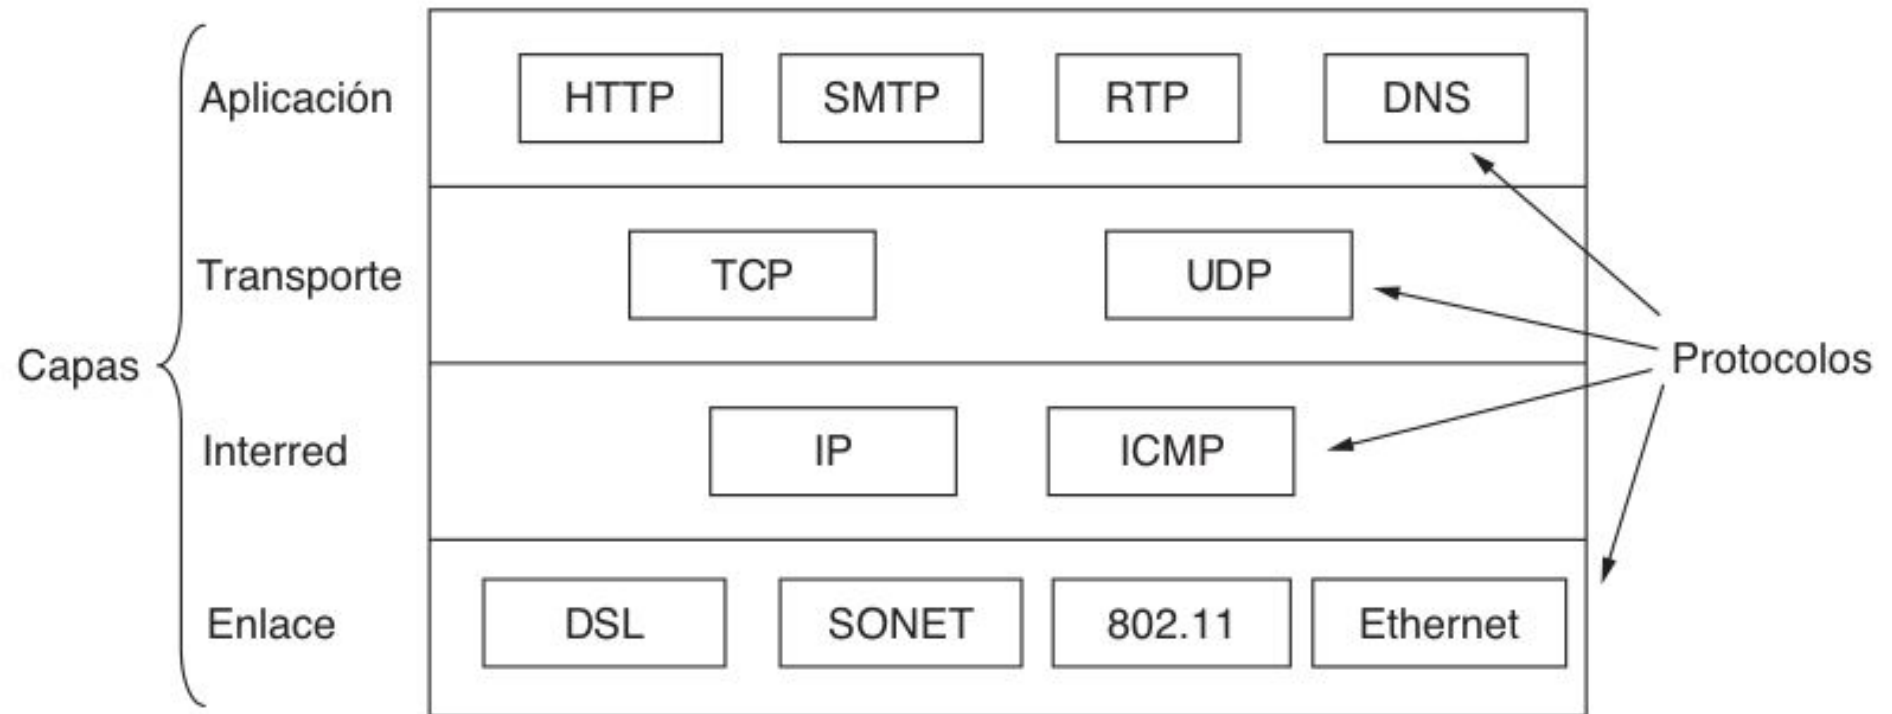 Aplicación HTTP SMTP RTP DNS
Transporte TCP UDP
Capas Protocolos
Interred IP ICMP
Enlace DSL SONET 802.11 Ethernet